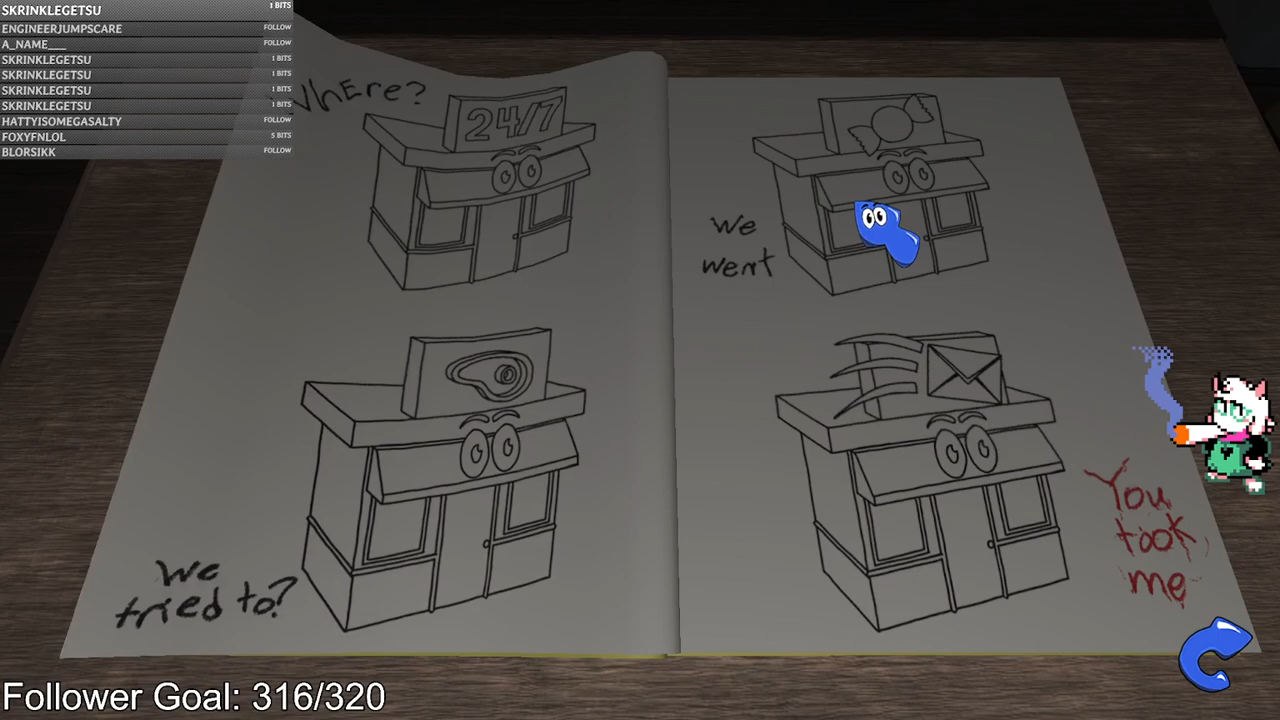 SKRINKLEGETSU 1 BITS
ENGINEERJUMPSCARE FOLLOW
A_NAME___ FOLLOW
SKRINKLEGETSU 1 BITS
SKRINKLEGETSU 1 BITS
SKRINKLEGETSU 1 BITS
SKRINKLEGETSU 1 BITS
HATTYISOMEGASALTY FOLLOW
FOXYFNLOL 5 BITS
BLORSIKK FOLLOW
WhEre?
24/7
We
went
We
tried to?
You
took
me
Follower Goal: 316/320